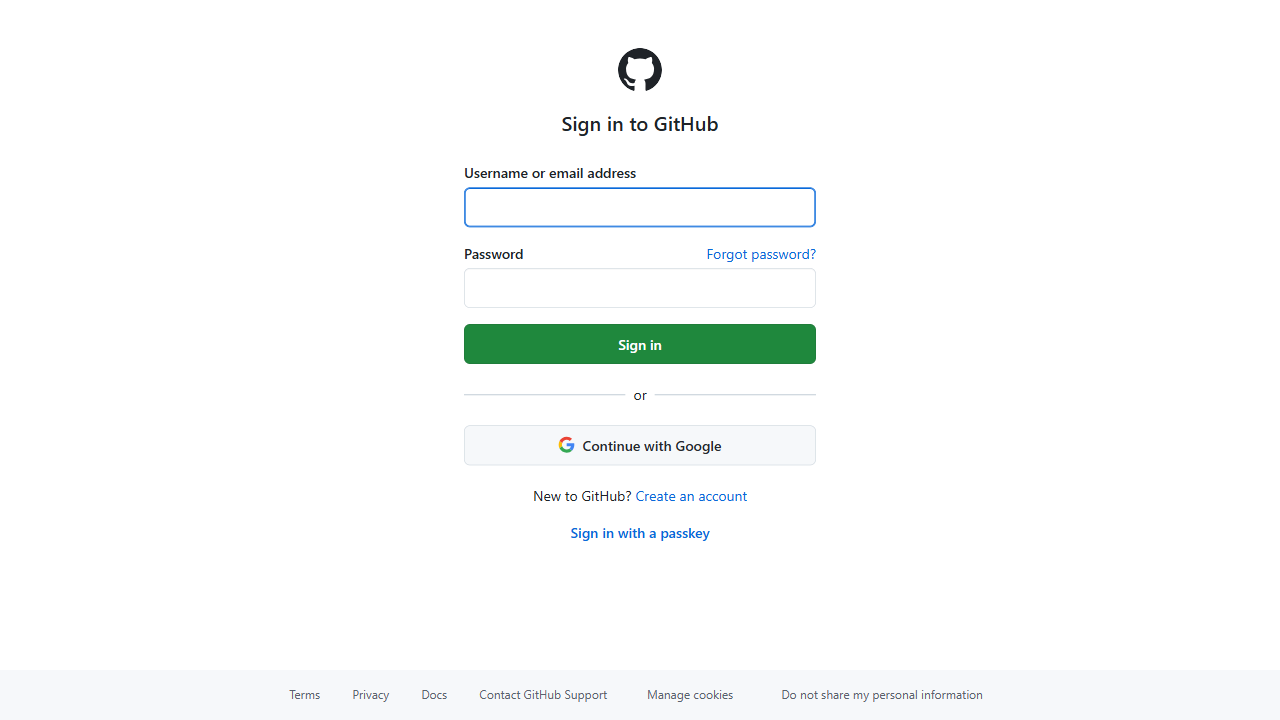 Sign in to GitHub
Username or email address
Password Forgot password?
Sign in
or
Continue with Google
New to GitHub? Create an account
Sign in with a passkey
Terms Privacy Docs Contact GitHub Support Manage cookies Do not share my personal information